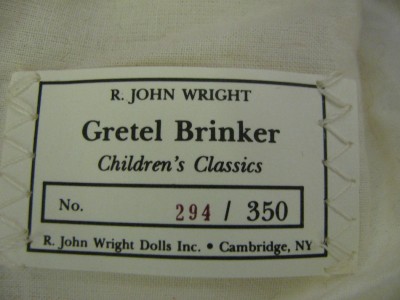 R. JOHN WRIGHT
Gretel Brinker
Children's Classics
No. 294 / 350
R. John Wright Dolls Inc. • Cambridge, NY